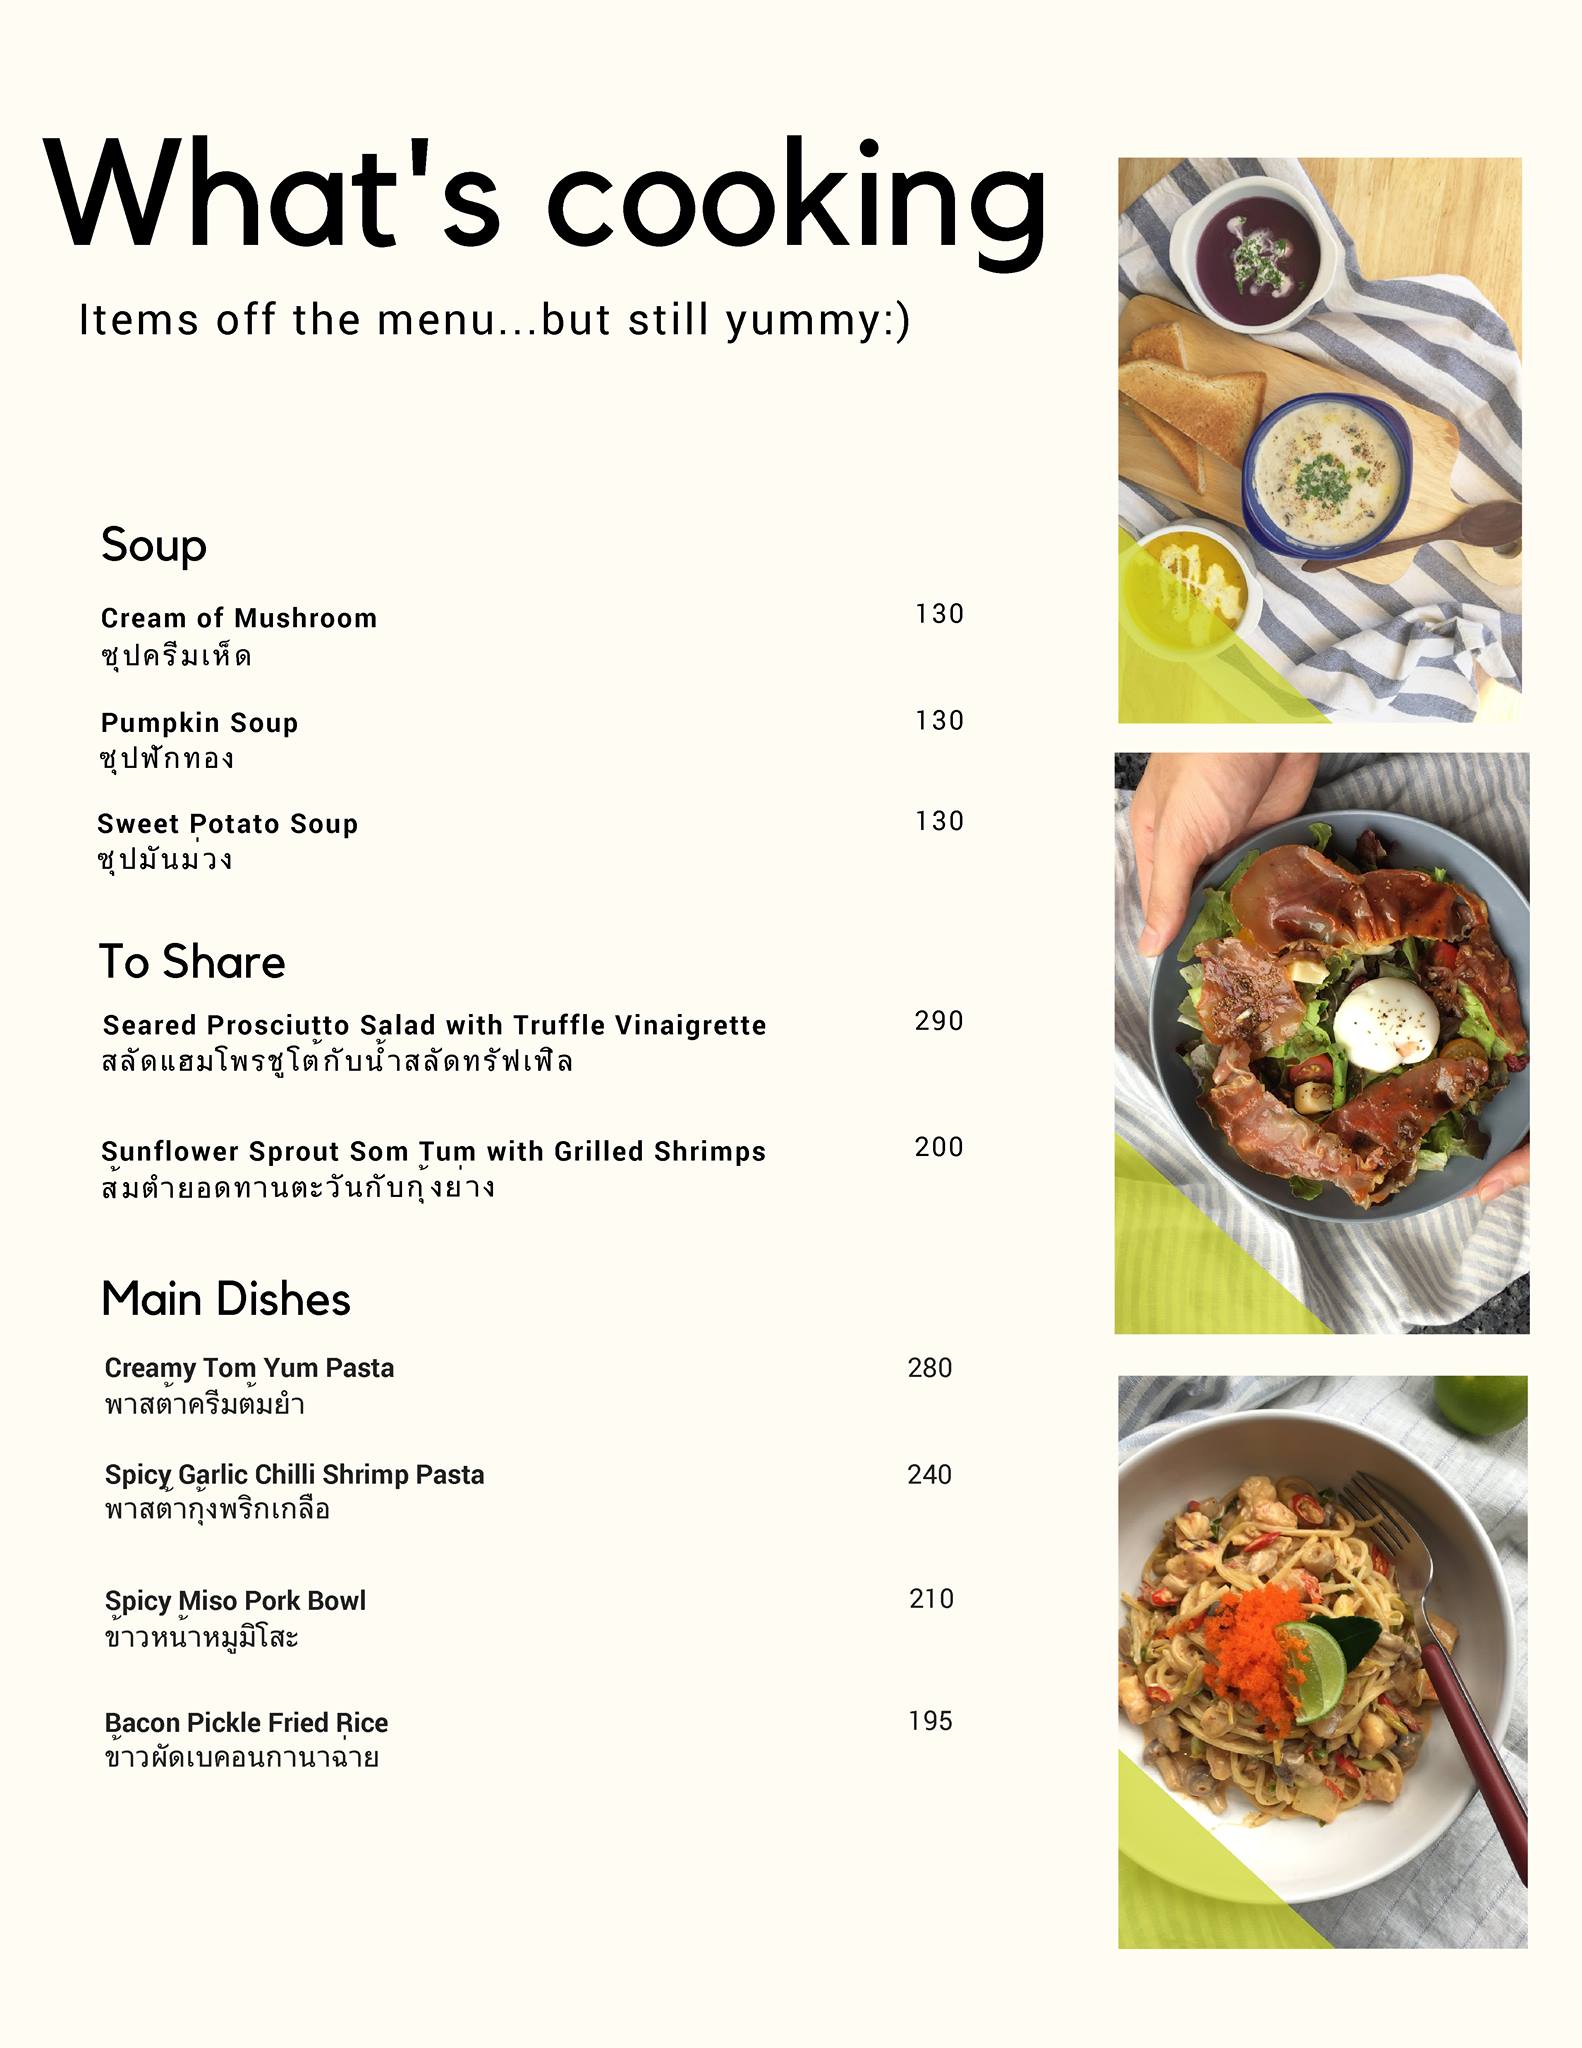 What's cooking
Items off the menu...but still yummy:)
Soup
Cream of Mushroom 130
ซุปครีมเห็ด
Pumpkin Soup 130
ซุปฟักทอง
Sweet Potato Soup 130
ซุปมันม่วง
To Share
Seared Prosciutto Salad with Truffle Vinaigrette 290
สลัดแฮมโพรชูโต้กับน้ำสลัดทรัฟเฟิล
Sunflower Sprout Som Tum with Grilled Shrimps 200
ส้มตำยอดทานตะวันกับกุ้งย่าง
Main Dishes
Creamy Tom Yum Pasta 280
พาสต้าครีมต้มยำ
Spicy Garlic Chilli Shrimp Pasta 240
พาสต้ากุ้งพริกเกลือ
Spicy Miso Pork Bowl 210
ข้าวหน้าหมูมิโสะ
Bacon Pickle Fried Rice 195
ข้าวผัดเบคอนกานาฉ่าย